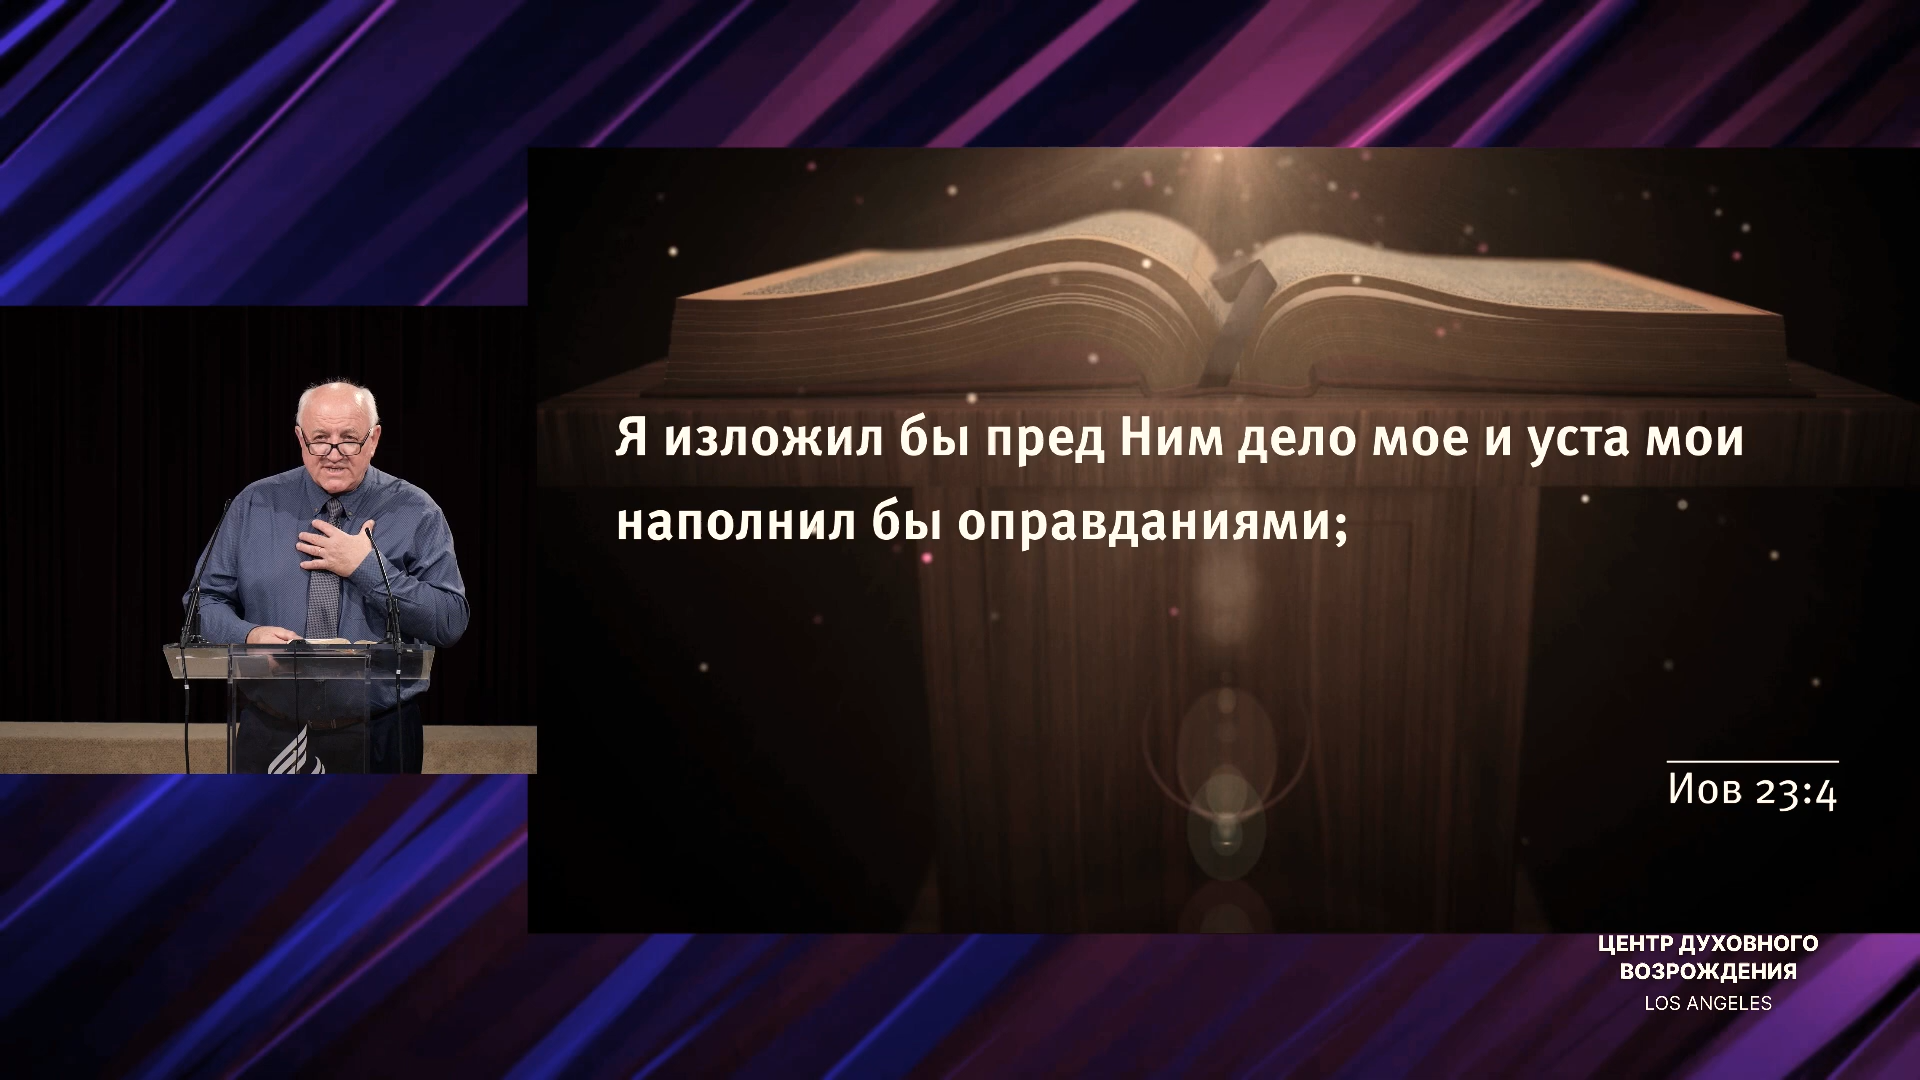 Я изложил бы пред Ним дело мое и уста мои
наполнил бы оправданиями;
Иов 23:4
ЦЕНТР ДУХОВНОГО
ВОЗРОЖДЕНИЯ
LOS ANGELES